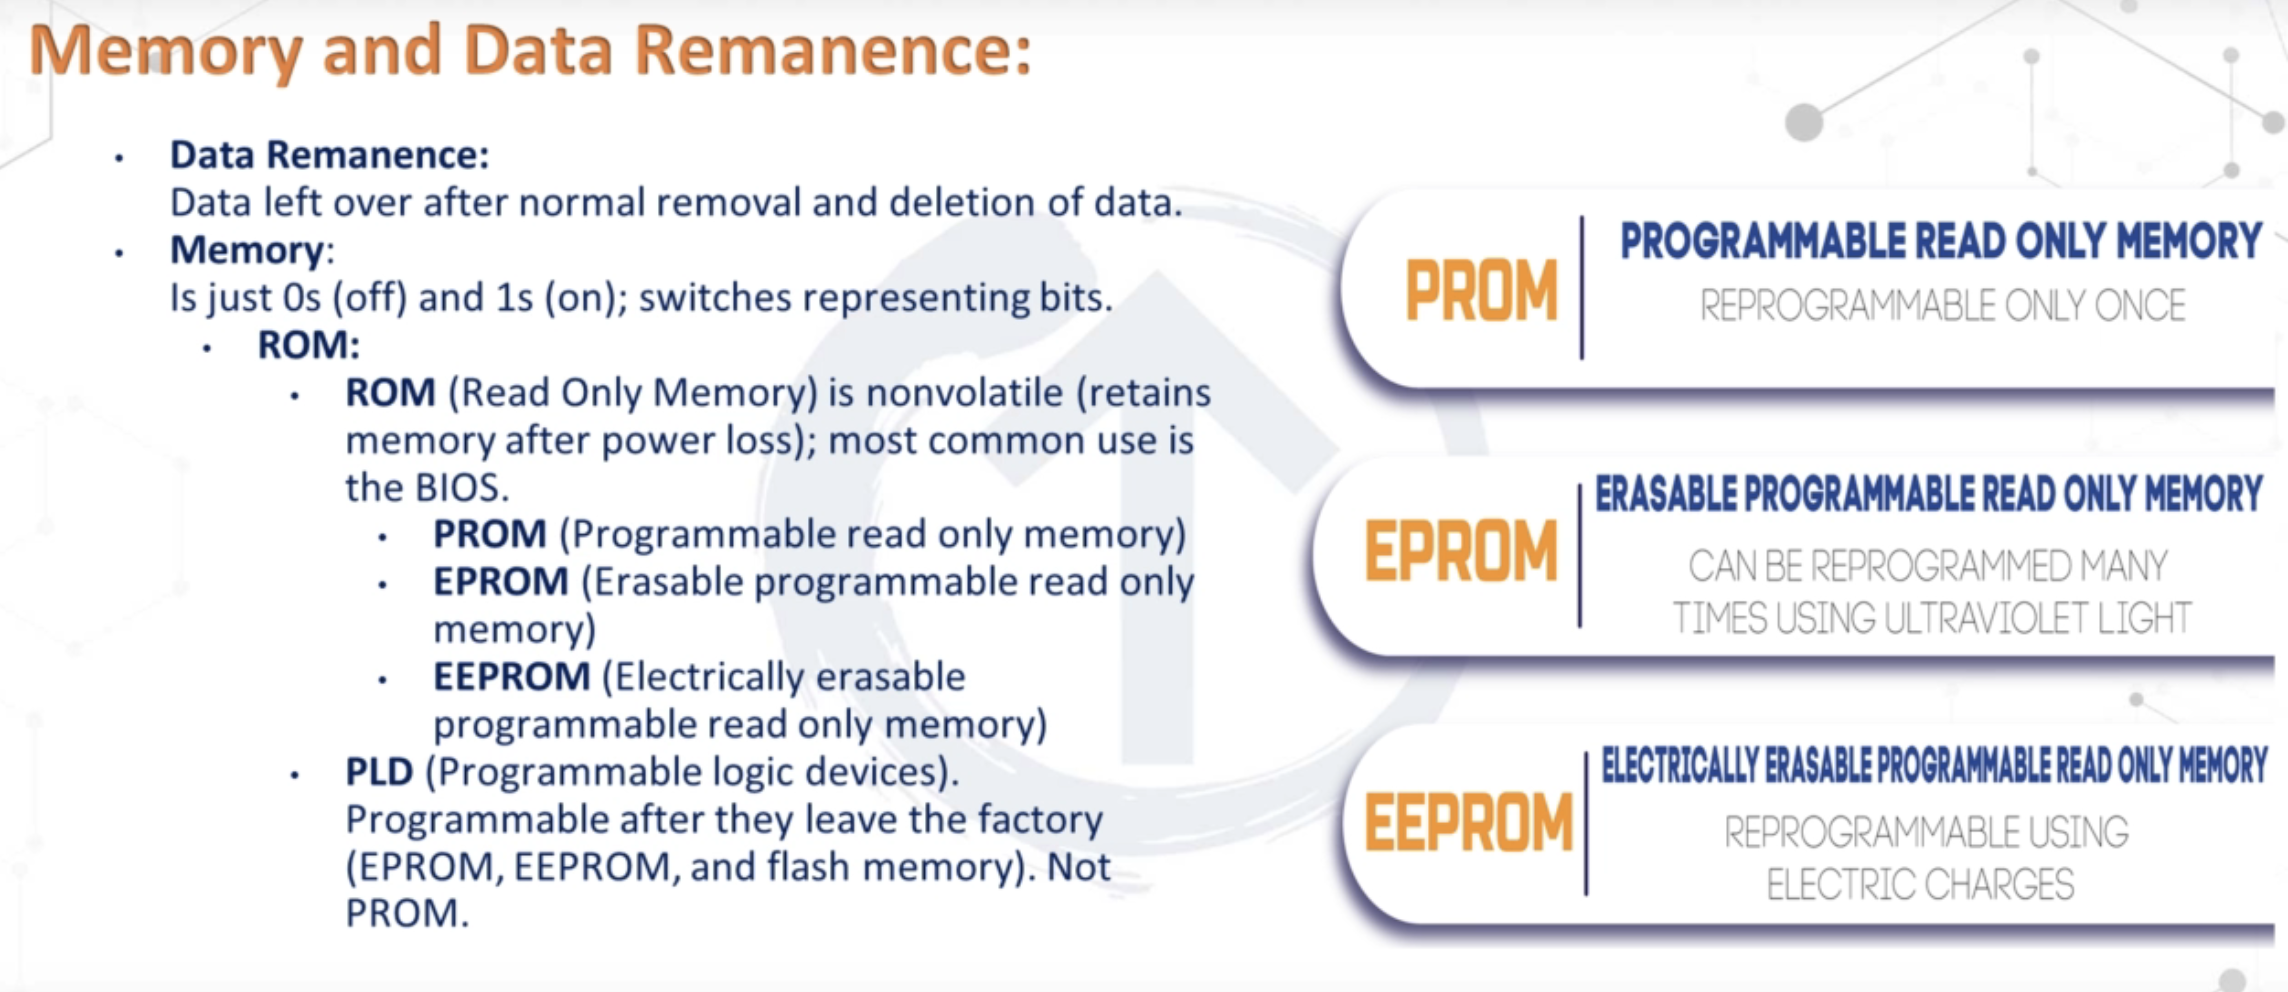 Memory and Data Remanence:
• Data Remanence:
Data left over after normal removal and deletion of data.
• Memory:
Is just 0s (off) and 1s (on); switches representing bits.
• ROM:
• ROM (Read Only Memory) is nonvolatile (retains
memory after power loss); most common use is
the BIOS.
• PROM (Programmable read only memory)
• EPROM (Erasable programmable read only
memory)
• EEPROM (Electrically erasable
programmable read only memory)
• PLD (Programmable logic devices).
Programmable after they leave the factory
(EPROM, EEPROM, and flash memory). Not
PROM.
PROM
PROGRAMMABLE READ ONLY MEMORY
REPROGRAMMABLE ONLY ONCE
EPROM
ERASABLE PROGRAMMABLE READ ONLY MEMORY
CAN BE REPROGRAMMED MANY
TIMES USING ULTRAVIOLET LIGHT
EEPROM
ELECTRICALLY ERASABLE PROGRAMMABLE READ ONLY MEMORY
REPROGRAMMABLE USING
ELECTRIC CHARGES